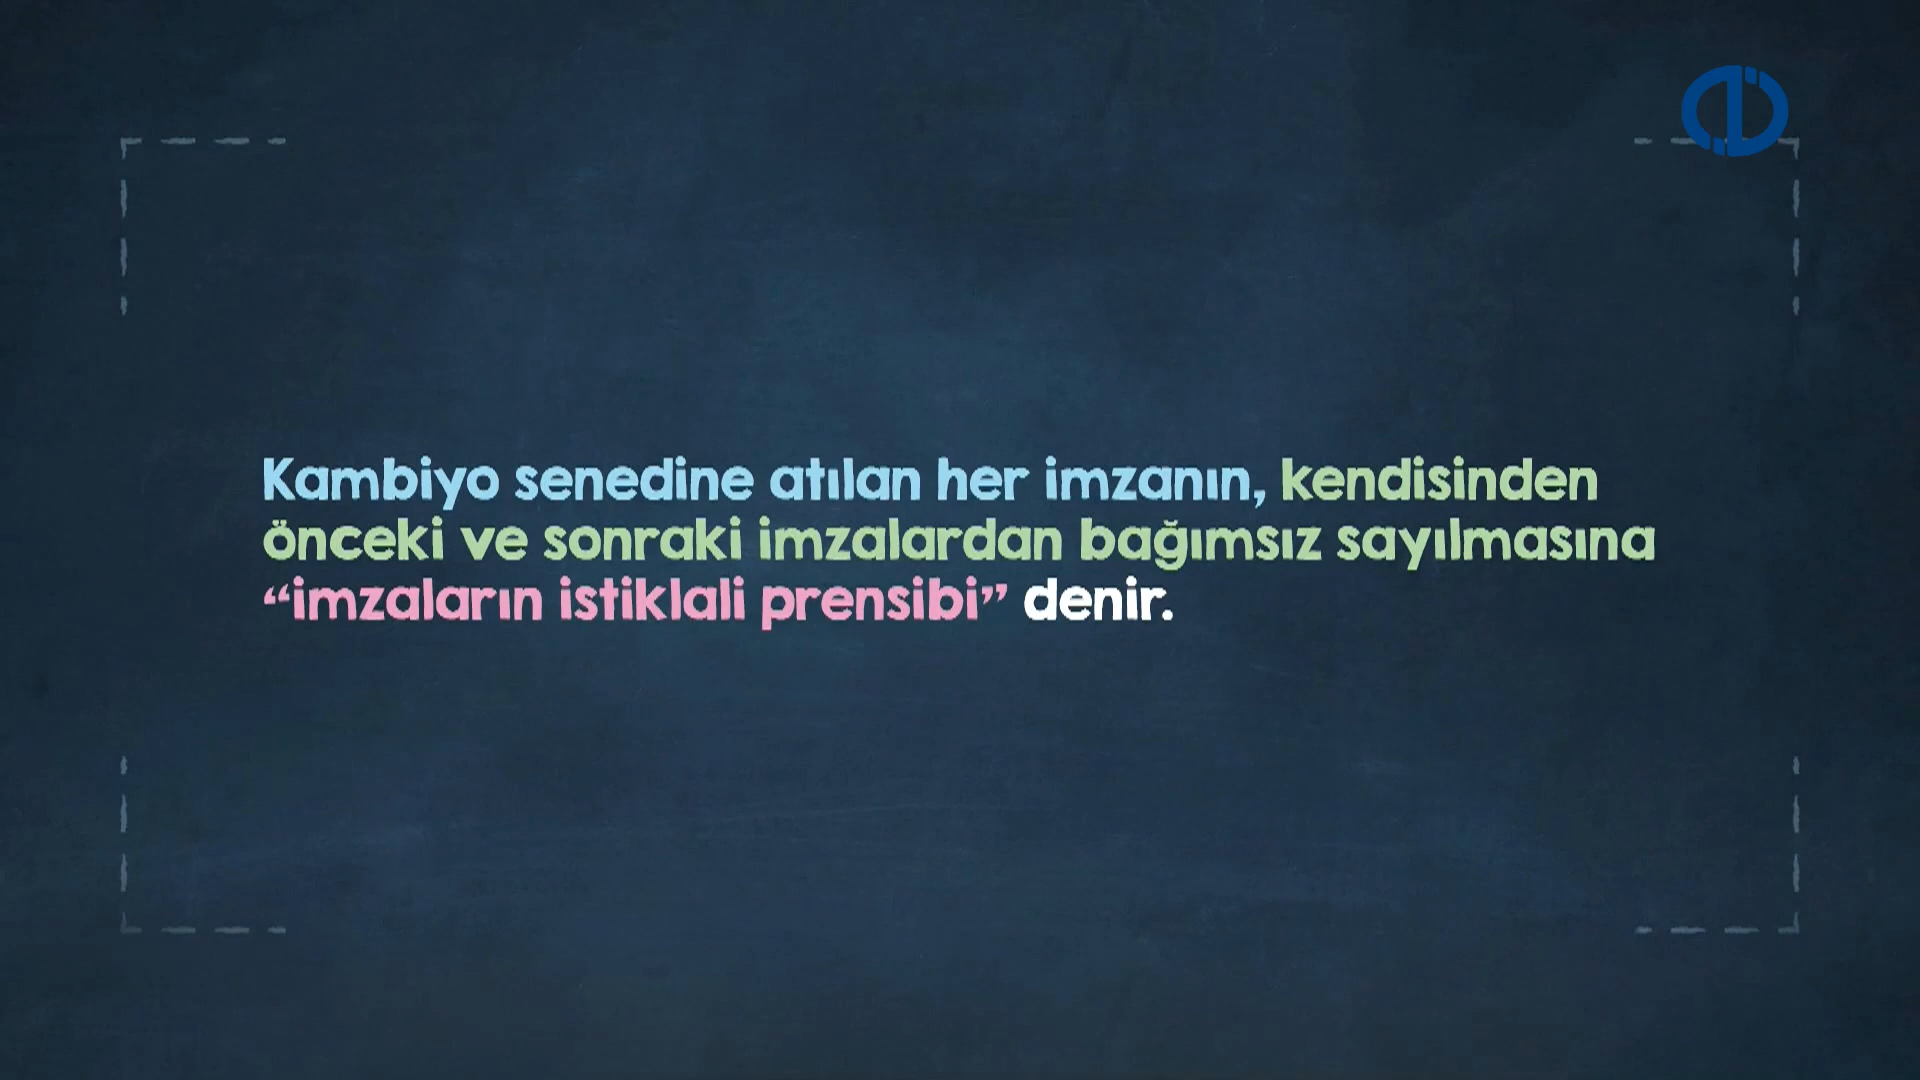 Kambiyo senedine atılan her imzanın, kendisinden
önceki ve sonraki imzalardan bağımsız sayılmasına
“imzaların istiklali prensibi” denir.